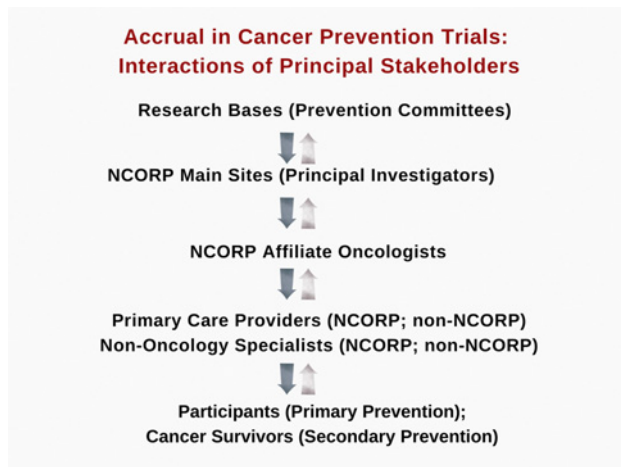 Accrual in Cancer Prevention Trials:
Interactions of Principal Stakeholders
Research Bases (Prevention Committees)
NCORP Main Sites (Principal Investigators)
NCORP Affiliate Oncologists
Primary Care Providers (NCORP; non-NCORP)
Non-Oncology Specialists (NCORP; non-NCORP)
Participants (Primary Prevention);
Cancer Survivors (Secondary Prevention)